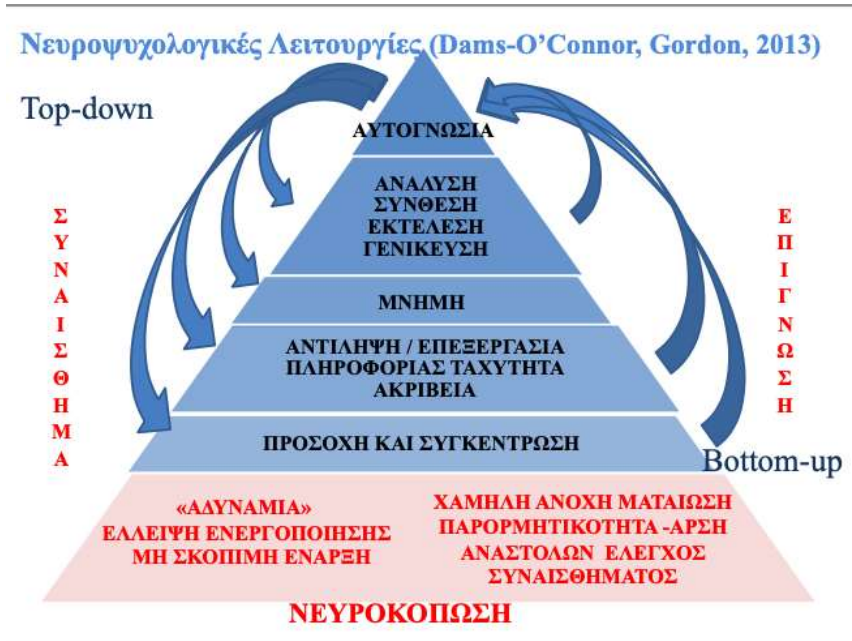 Νευροψυχολογικές Λειτουργίες (Dams-O’Connor, Gordon, 2013)
Top-down
ΑΥΤΟΓΝΩΣΙΑ
ΑΝΑΛΥΣΗ
ΣΥΝΘΕΣΗ
ΕΚΤΕΛΕΣΗ
ΓΕΝΙΚΕΥΣΗ
ΜΝΗΜΗ
ΑΝΤΙΛΗΨΗ / ΕΠΕΞΕΡΓΑΣΙΑ
ΠΛΗΡΟΦΟΡΙΑΣ ΤΑΧΥΤΗΤΑ
ΑΚΡΙΒΕΙΑ
ΠΡΟΣΟΧΗ ΚΑΙ ΣΥΓΚΕΝΤΡΩΣΗ
ΣΥΝΑΙΣΘΗΜΑ
ΕΠΙΓΝΩΣΗ
Bottom-up
«ΑΔΥΝΑΜΙΑ»
ΕΛΛΕΙΨΗ ΕΝΕΡΓΟΠΟΙΗΣΗΣ
ΜΗ ΣΚΟΠΙΜΗ ΕΝΑΡΞΗ
ΧΑΜΗΛΗ ΑΝΟΧΗ ΜΑΤΑΙΩΣΗ
ΠΑΡΟΡΜΗΤΙΚΟΤΗΤΑ -ΑΡΣΗ
ΑΝΑΣΤΟΛΩΝ ΕΛΕΓΧΟΣ
ΣΥΝΑΙΣΘΗΜΑΤΟΣ
ΝΕΥΡΟΚΟΠΩΣΗ